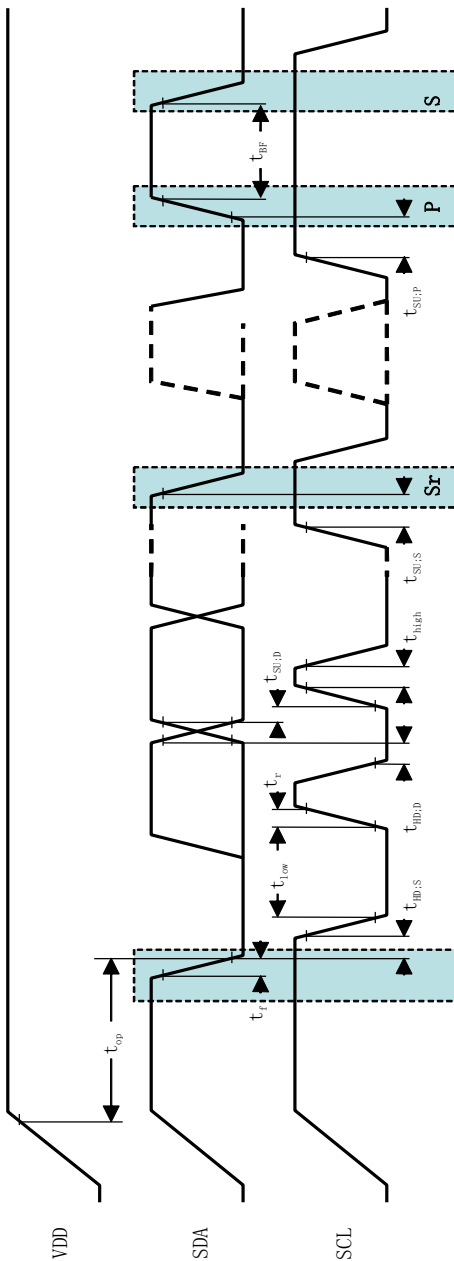 VDD
t_op
SDA
t_f
t_SU;D
t_BF
SCL
t_low
t_r
t_HD;S
t_HD;D
t_high
t_SU;S
t_SU;P
Sr
P
S